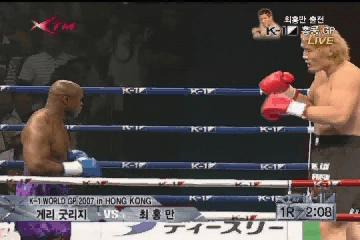 Xtm
최홍만 출전
K-1 홍콩 GP
LIVE
K-1
K-1
K-1
K-1
K-1 WORLD GP 2007 in HONG KONG
게리 굿리지 VS 최홍만
1R 2:08
ティーズリー